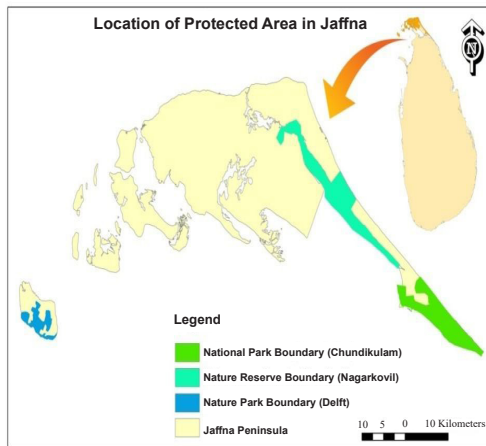 Location of Protected Area in Jaffna
N
Legend
National Park Boundary (Chundikulam)
Nature Reserve Boundary (Nagarkovil)
Nature Park Boundary (Delft)
Jaffna Peninsula
10 5 0 10 Kilometers